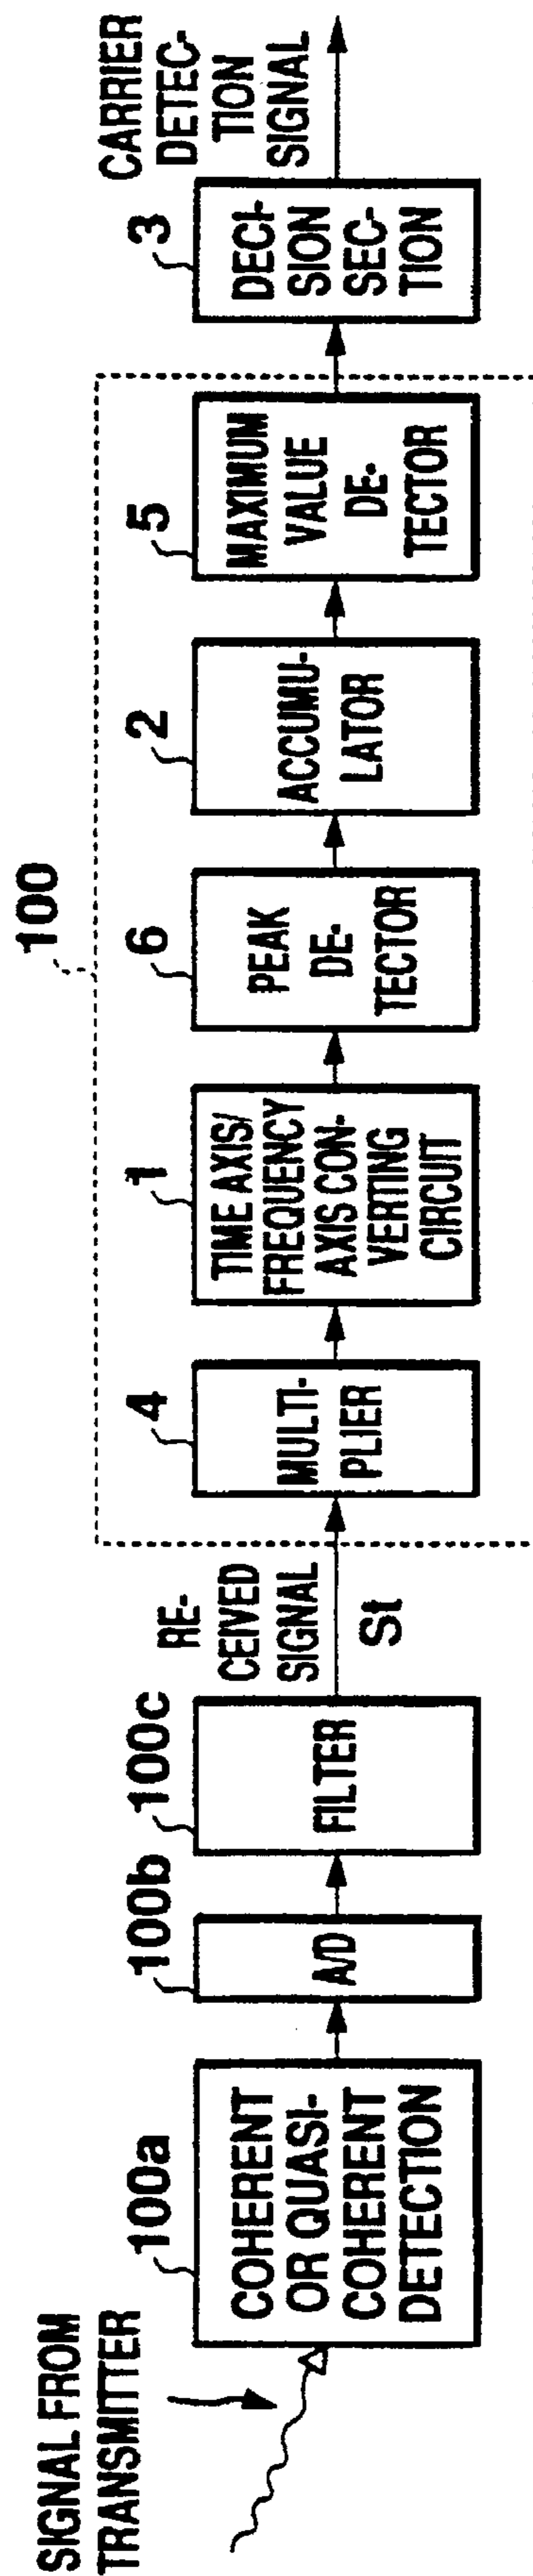 SIGNAL FROM
TRANSMITTER
100a
COHERENT
OR QUASI-
COHERENT
DETECTION
100b
A/D
100c
FILTER
RE-
CEIVED
SIGNAL
St
100
4
MULTI-
PLIER
1
TIME AXIS/
FREQUENCY
AXIS CON-
VERTING
CIRCUIT
6
PEAK
DE-
TECTOR
2
ACCUMU-
LATOR
5
MAXIMUM
VALUE
DE-
TECTOR
3
DECI-
SION
SEC-
TION
CARRIER
DETEC-
TION
SIGNAL